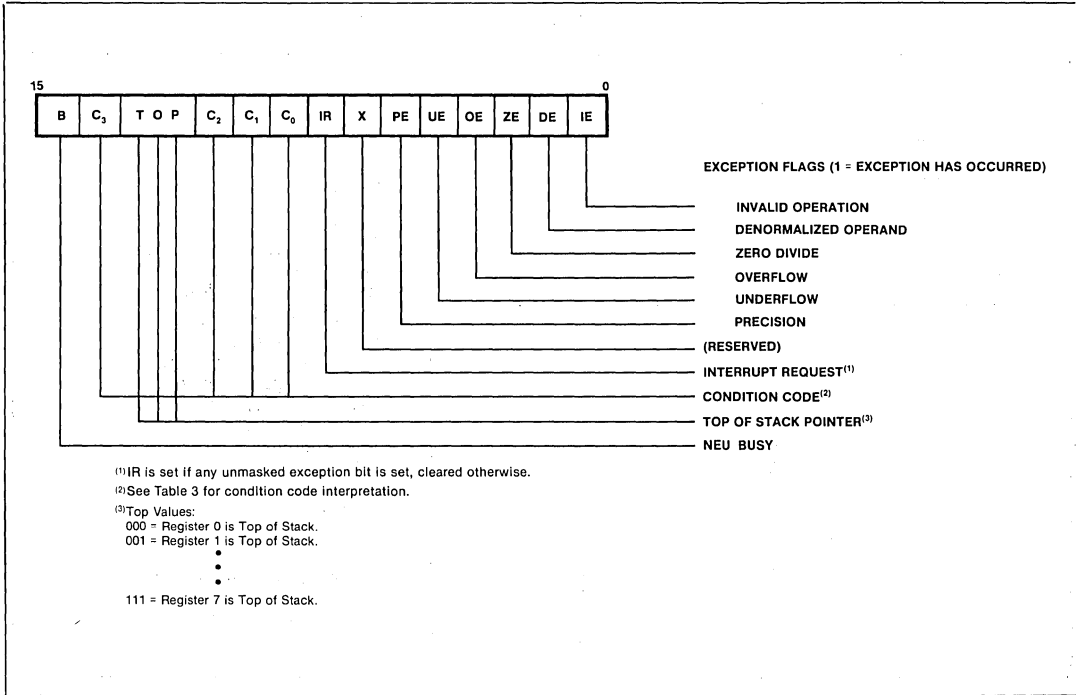 15 0
B C₃ T O P C₂ C₁ C₀ IR X PE UE OE ZE DE IE
EXCEPTION FLAGS (1 = EXCEPTION HAS OCCURRED)
INVALID OPERATION
DENORMALIZED OPERAND
ZERO DIVIDE
OVERFLOW
UNDERFLOW
PRECISION
(RESERVED)
INTERRUPT REQUEST⁽¹⁾
CONDITION CODE⁽²⁾
TOP OF STACK POINTER⁽³⁾
NEU BUSY
⁽¹⁾IR is set if any unmasked exception bit is set, cleared otherwise.
⁽²⁾See Table 3 for condition code interpretation.
⁽³⁾Top Values:
000 = Register 0 is Top of Stack.
001 = Register 1 is Top of Stack.
•
•
•
111 = Register 7 is Top of Stack.